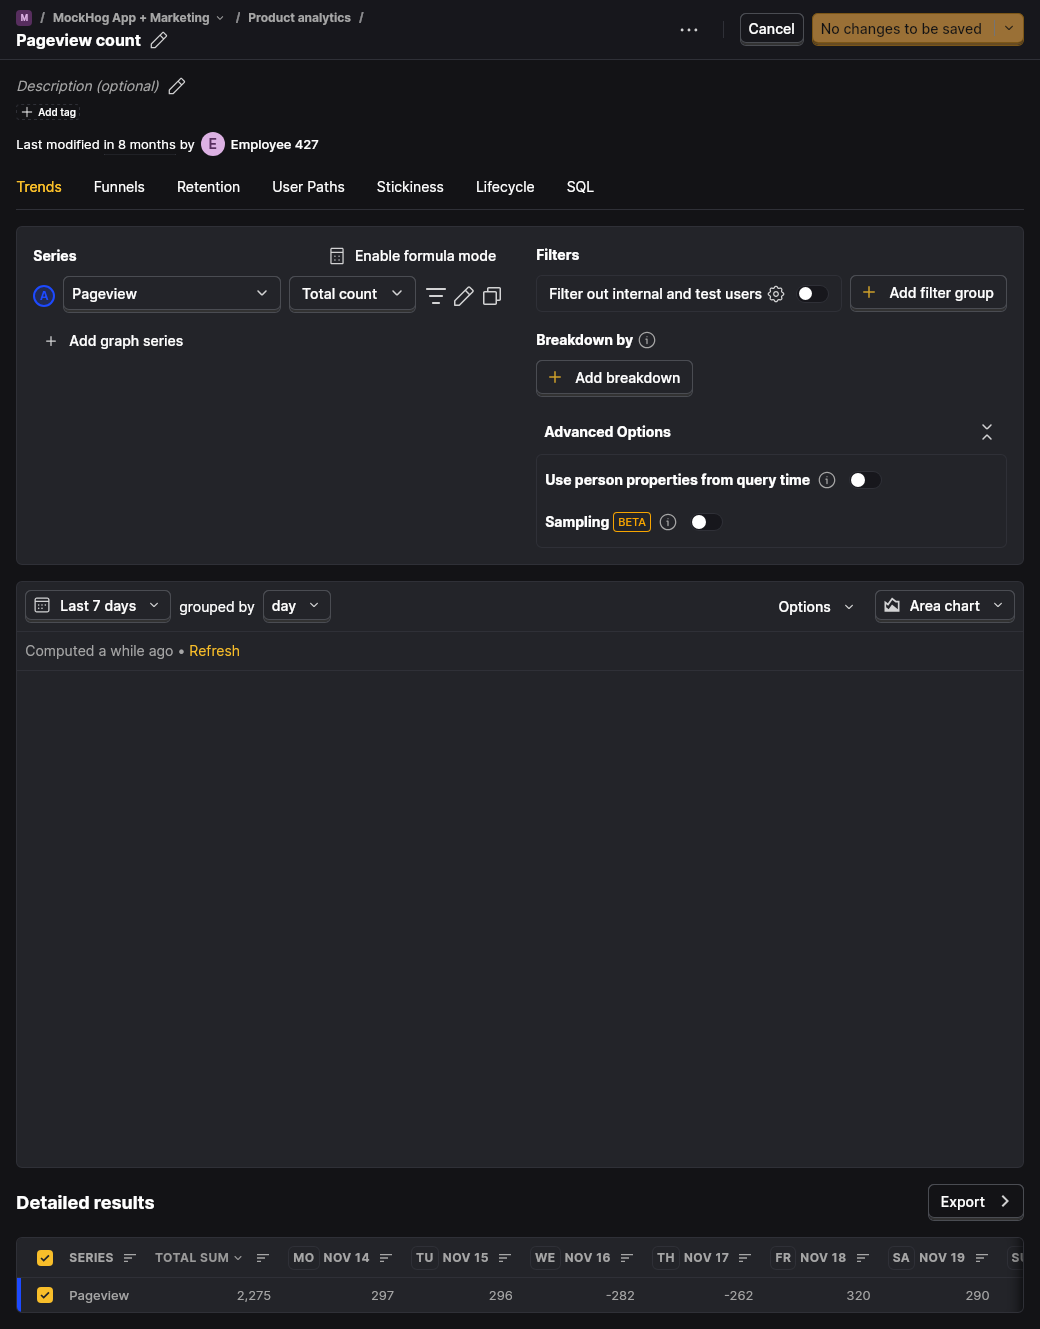 M / MockHog App + Marketing / Product analytics /
Pageview count
Cancel
No changes to be saved
Description (optional)
Add tag
Last modified in 8 months by E Employee 427
Trends Funnels Retention User Paths Stickiness Lifecycle SQL
Series
Enable formula mode
A Pageview Total count
Add graph series
Filters
Filter out internal and test users
Add filter group
Breakdown by
Add breakdown
Advanced Options
Use person properties from query time
Sampling BETA
Last 7 days grouped by day Options Area chart
Computed a while ago • Refresh
Detailed results
Export
SERIES TOTAL SUM MO NOV 14 TU NOV 15 WE NOV 16 TH NOV 17 FR NOV 18 SA NOV 19
Pageview 2,275 297 296 -282 -262 320 290